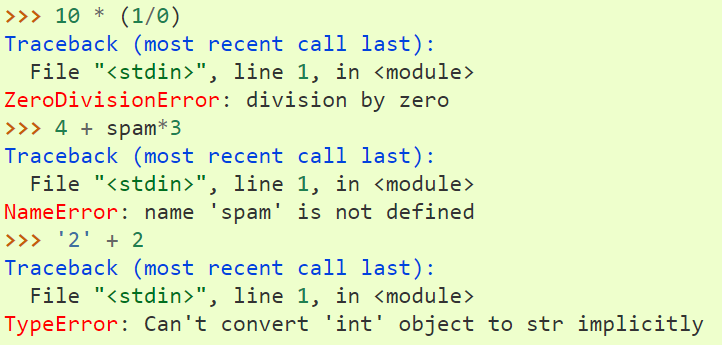 >>> 10 * (1/0)
Traceback (most recent call last):
  File "<stdin>", line 1, in <module>
ZeroDivisionError: division by zero
>>> 4 + spam*3
Traceback (most recent call last):
  File "<stdin>", line 1, in <module>
NameError: name 'spam' is not defined
>>> '2' + 2
Traceback (most recent call last):
  File "<stdin>", line 1, in <module>
TypeError: Can't convert 'int' object to str implicitly